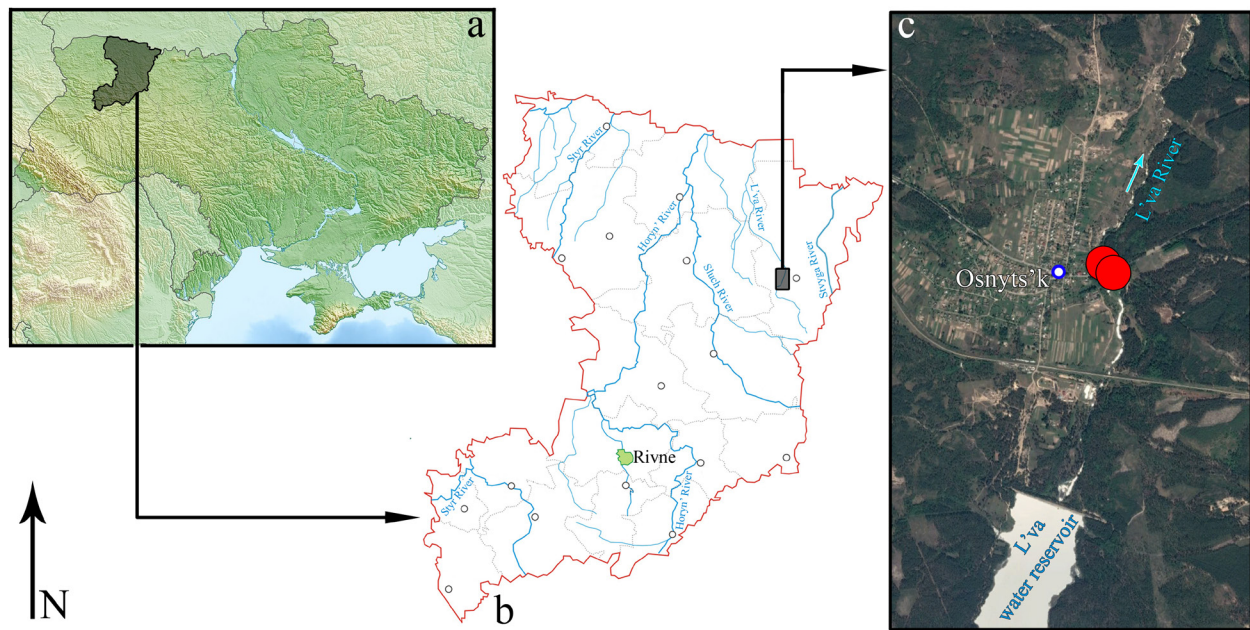 a
c
Styr River
Horyn' River
L'va River
Sluch River
Stryga River
L'va River
Osnyts'k
Rivne
Styr River
Horyn' River
L'va
water reservoir
N
b